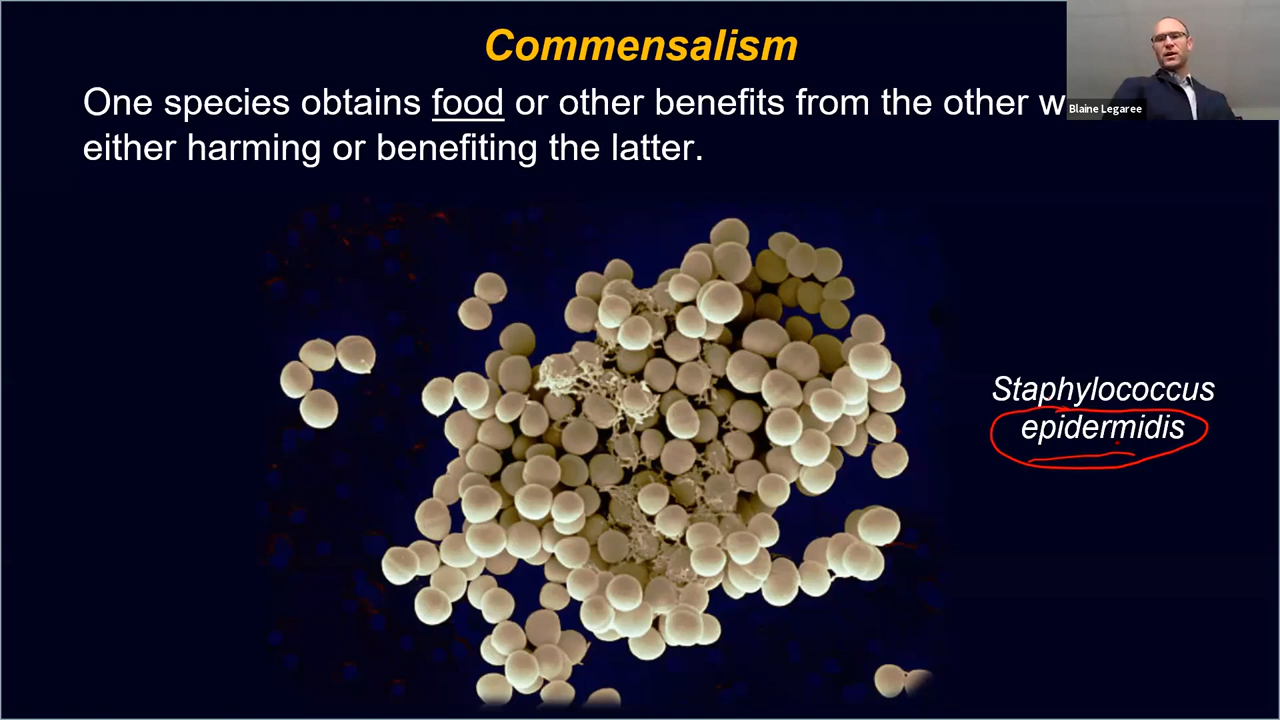 Commensalism
One species obtains food or other benefits from the other w
either harming or benefiting the latter.
Blaine Legaree
Staphylococcus
epidermidis